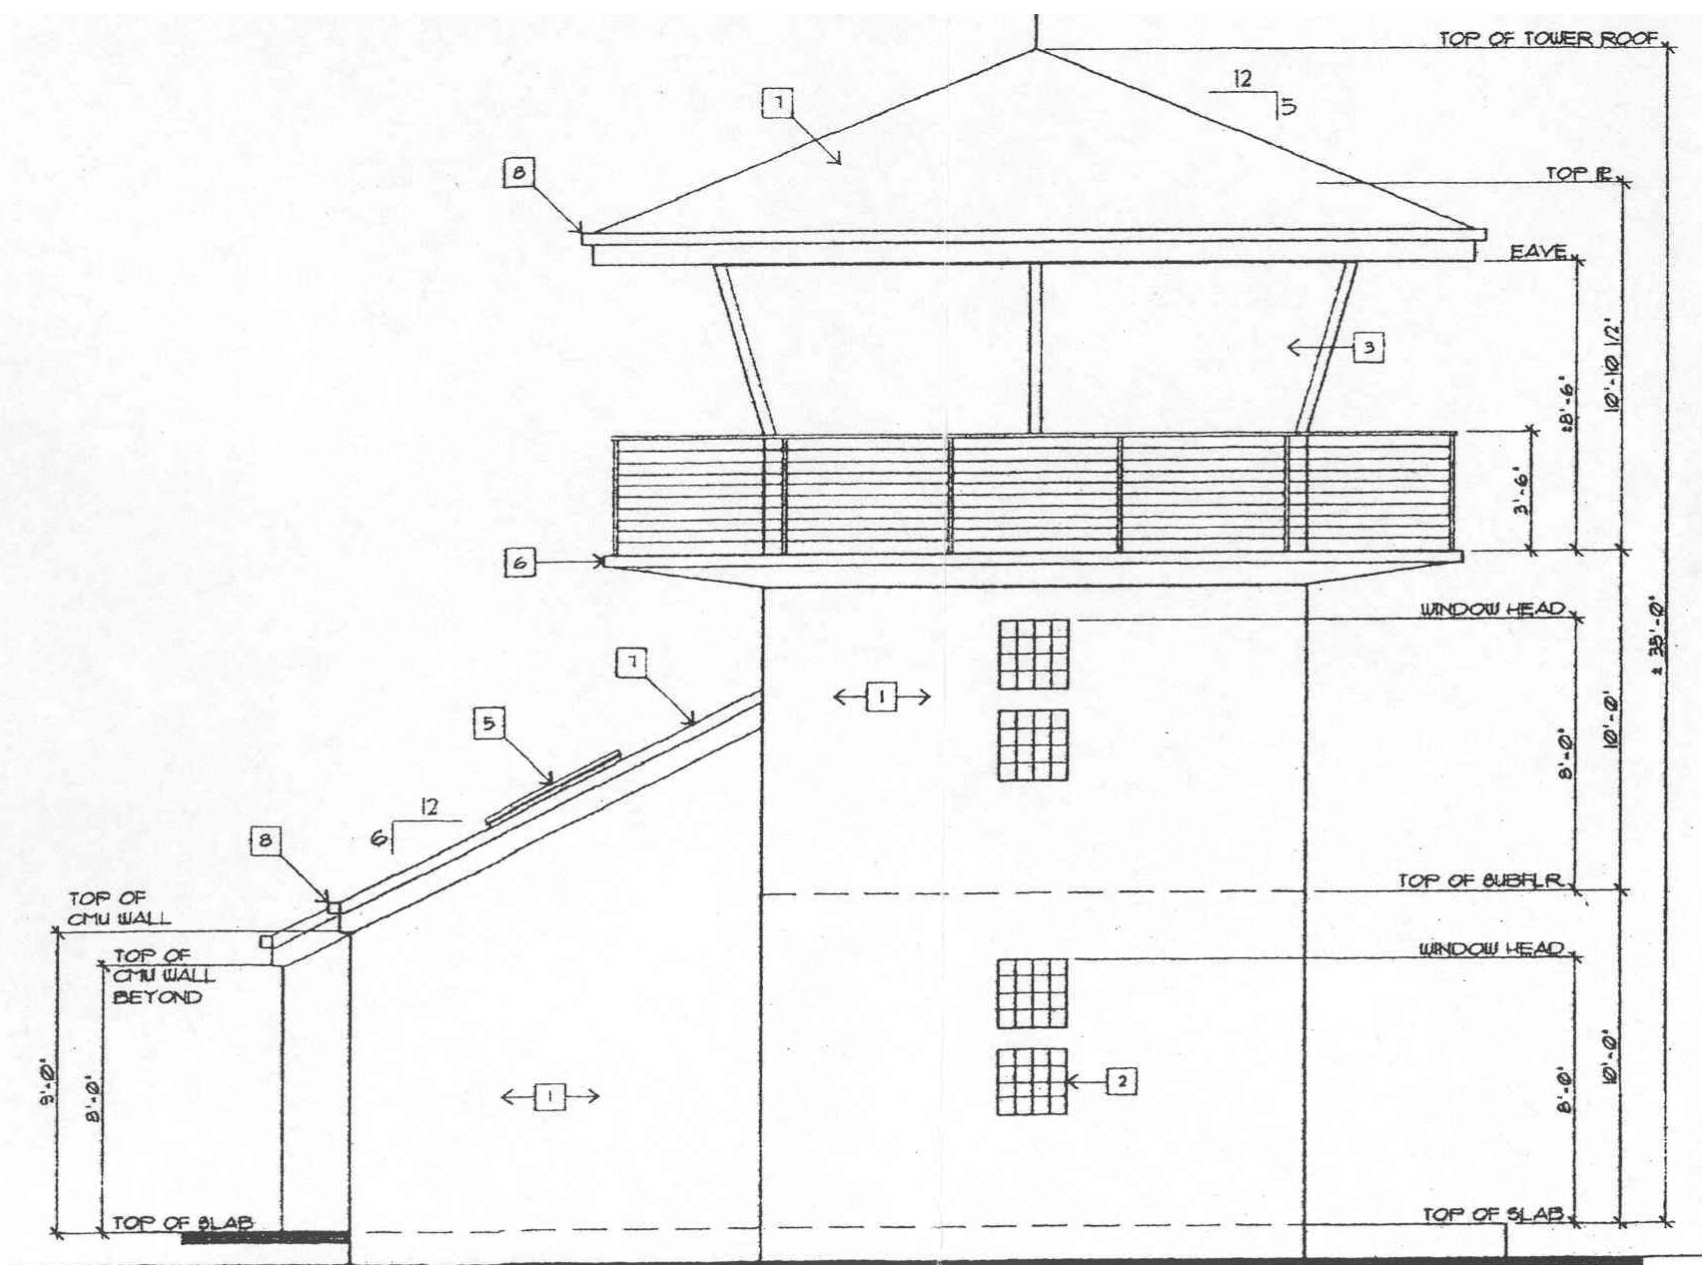 TOP OF TOWER ROOF
12
5
7
TOP PL
8
EAVE
3
±8'-6"
10'-10 1/2"
3'-6"
6
WINDOW HEAD
± 35'-0"
7
1
5
8'-0"
10'-0"
12
6
8
TOP OF SUBFLR.
TOP OF
CMU WALL
TOP OF
CMU WALL
BEYOND
WINDOW HEAD
2
1
9'-0"
8'-0"
8'-0"
10'-0"
TOP OF SLAB
TOP OF SLAB